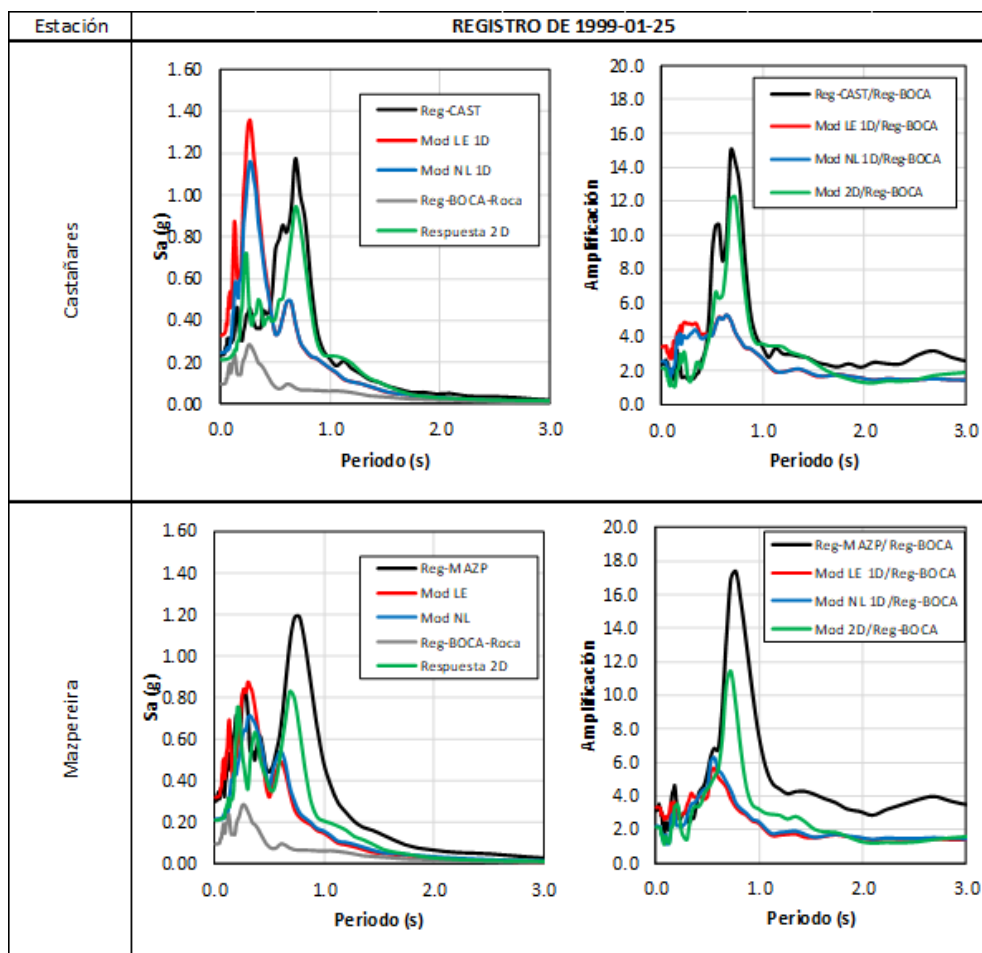 Estación
REGISTRO DE 1999-01-25
Castañares
Sa (g)
1.60
1.40
1.20
1.00
0.80
0.60
0.40
0.20
0.00
Reg-CAST
Mod LE 1D
Mod NL 1D
Reg-BOCA-Roca
Respuesta 2D
0.0 1.0 2.0 3.0
Periodo (s)
Amplificación
20.0
18.0
16.0
14.0
12.0
10.0
8.0
6.0
4.0
2.0
0.0
Reg-CAST/Reg-BOCA
Mod LE 1D/Reg-BOCA
Mod NL 1D/Reg-BOCA
Mod 2D/Reg-BOCA
0.0 1.0 2.0 3.0
Periodo (s)
Mazpereira
Sa (g)
1.60
1.40
1.20
1.00
0.80
0.60
0.40
0.20
0.00
Reg-MAZP
Mod LE
Mod NL
Reg-BOCA-Roca
Respuesta 2D
0.0 1.0 2.0 3.0
Periodo (s)
Amplificación
20.0
18.0
16.0
14.0
12.0
10.0
8.0
6.0
4.0
2.0
0.0
Reg-MAZP/Reg-BOCA
Mod LE 1D/Reg-BOCA
Mod NL 1D/Reg-BOCA
Mod 2D/Reg-BOCA
0.0 1.0 2.0 3.0
Periodo (s)